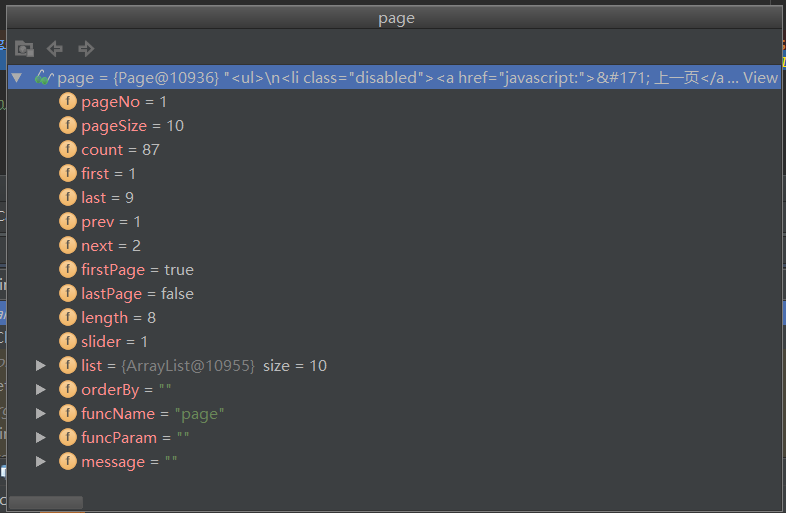 page
page = {Page@10936} "<ul>\n<li class="disabled"><a href="javascript:">&#171; 上一页</a ... View
f pageNo = 1
f pageSize = 10
f count = 87
f first = 1
f last = 9
f prev = 1
f next = 2
f firstPage = true
f lastPage = false
f length = 8
f slider = 1
f list = {ArrayList@10955} size = 10
f orderBy = ""
f funcName = "page"
f funcParam = ""
f message = ""